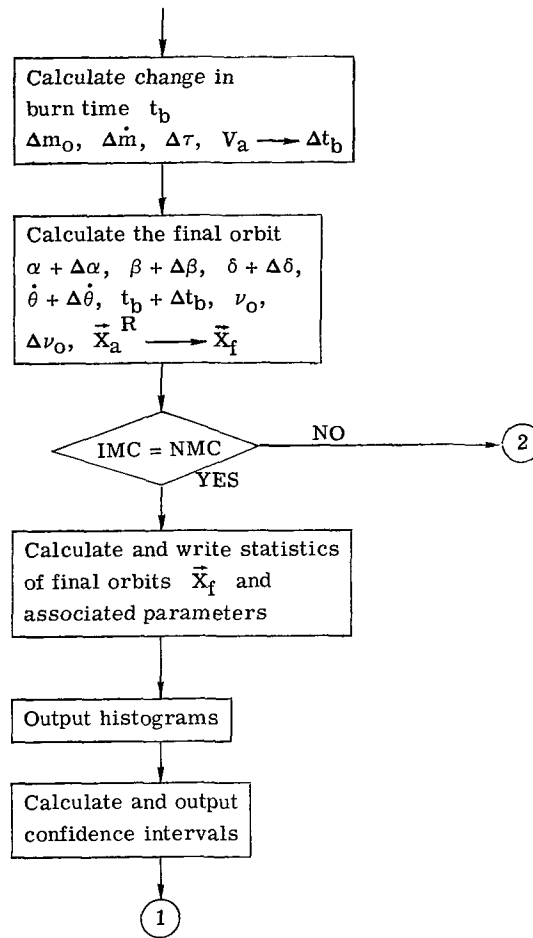 Calculate change in
burn time t_b
Δm_o, Δṁ, Δτ, V_a ⟶ Δt_b
Calculate the final orbit
α + Δα, β + Δβ, δ + Δδ,
θ̇ + Δθ̇, t_b + Δt_b, ν_o,
Δν_o, X⃗_a^R ⟶ X⃗_f
IMC = NMC
NO
2
YES
Calculate and write statistics
of final orbits X⃗_f and
associated parameters
Output histograms
Calculate and output
confidence intervals
1